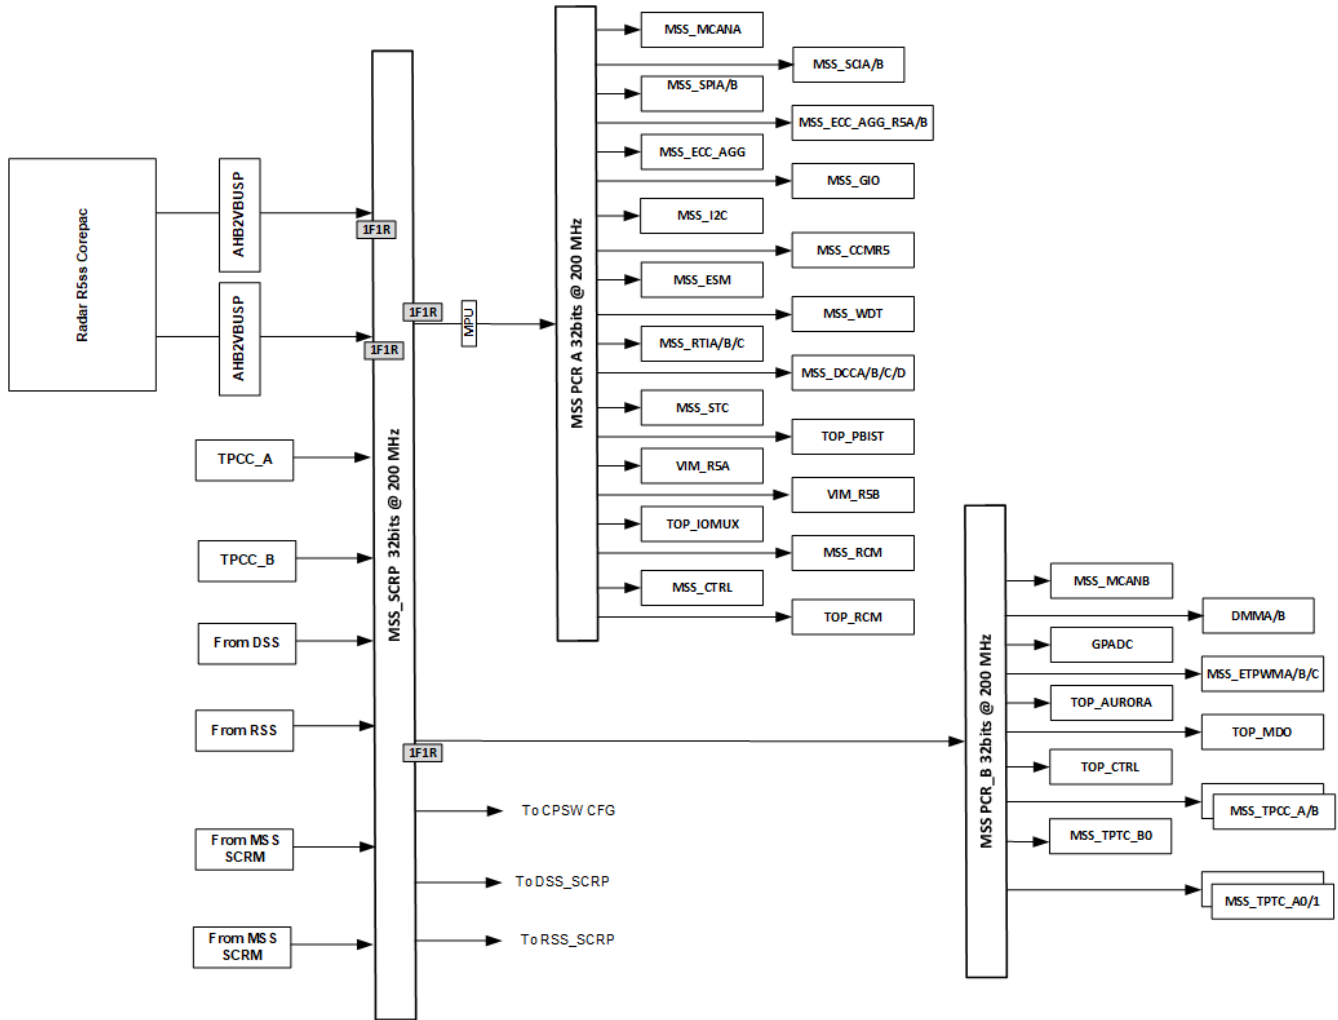 Radar R5ss Corepac
AHB2VBUSP
AHB2VBUSP
TPCC_A
TPCC_B
From DSS
From RSS
From MSS
SCRM
From MSS
SCRM
1F1R
1F1R
MSS_SCRP 32bits @ 200 MHz
1F1R
MPU
1F1R
To CPSW CFG
To DSS_SCRP
To RSS_SCRP
MSS PCR A 32bits @ 200 MHz
MSS_MCANA
MSS_SCIA/B
MSS_SPIA/B
MSS_ECC_AGG_R5A/B
MSS_ECC_AGG
MSS_GIO
MSS_I2C
MSS_CCMR5
MSS_ESM
MSS_WDT
MSS_RTIA/B/C
MSS_DCCA/B/C/D
MSS_STC
TOP_PBIST
VIM_R5A
VIM_R5B
TOP_IOMUX
MSS_RCM
MSS_CTRL
TOP_RCM
MSS PCR_B 32bits @ 200 MHz
MSS_MCANB
DMMA/B
GPADC
MSS_ETPWMA/B/C
TOP_AURORA
TOP_MDO
TOP_CTRL
MSS_TPCC_A/B
MSS_TPTC_B0
MSS_TPTC_A0/1